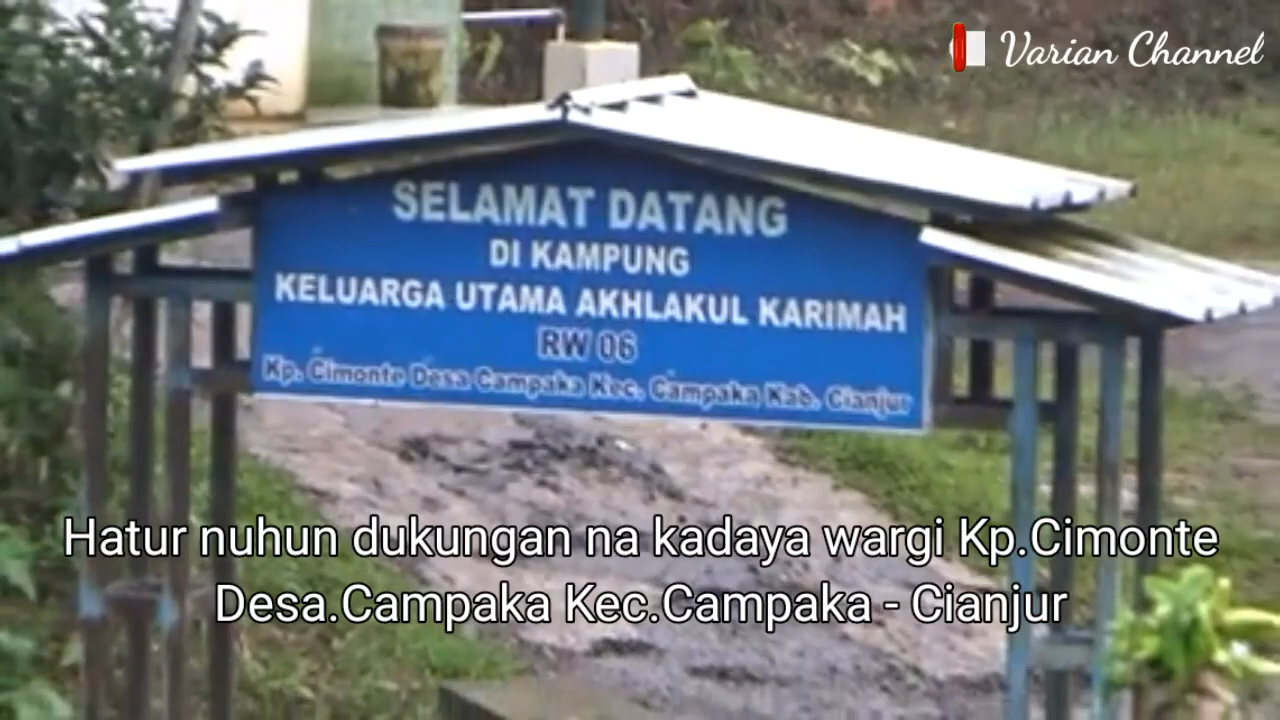 Varian Channel
SELAMAT DATANG
DI KAMPUNG
KELUARGA UTAMA AKHLAKUL KARIMAH
RW 06
Kp. Cimonte Desa Campaka Kec. Campaka Kab. Cianjur
Hatur nuhun dukungan na kadaya wargi Kp.Cimonte
Desa.Campaka Kec.Campaka - Cianjur